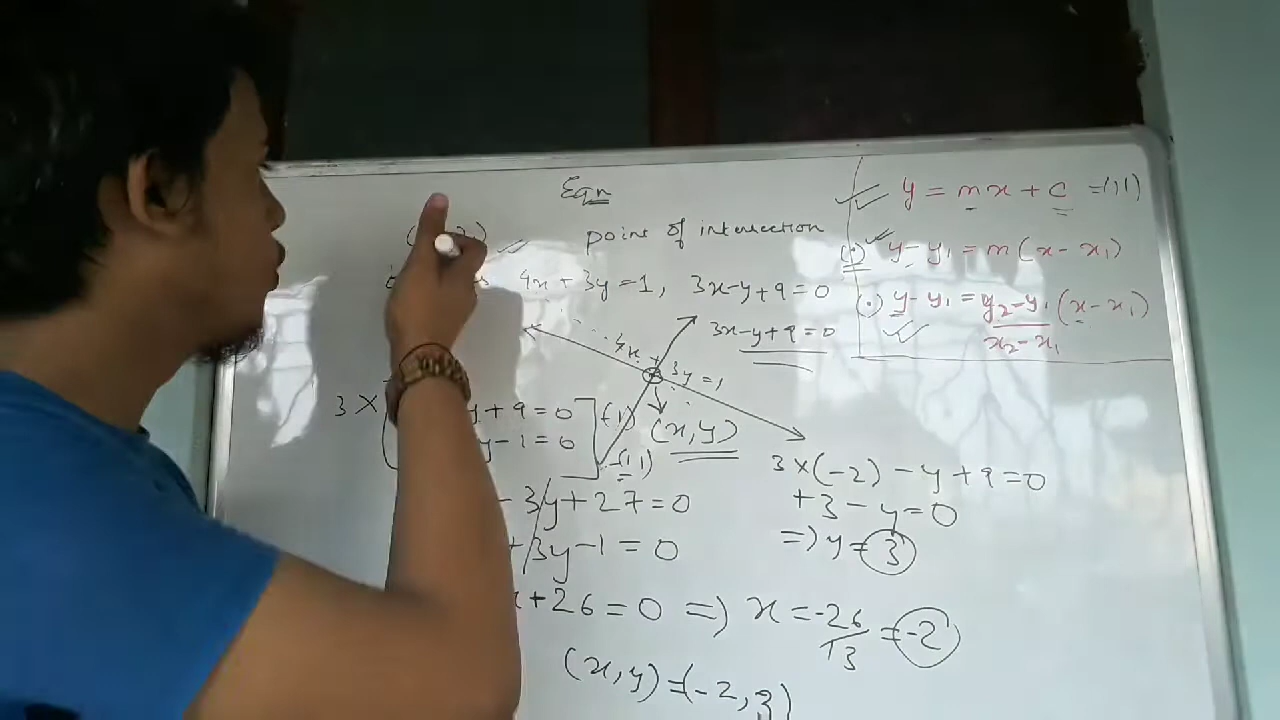 Eqn
point of intersection
4x + 3y = 1, 3x - y + 9 = 0
y = mx + c = (1)
(·) y - y₁ = m(x - x₁)
(·) y - y₁ = y₂ - y₁/x₂ - x₁ (x - x₁)
3x - y + 9 = 0
4x + 3y = 1
(x, y)
3 ×
y + 9 = 0
y - 1 = 0
- 3y + 27 = 0
+ 3y - 1 = 0
+ 26 = 0 => x = -26/13 = -2
(x, y) = (-2, 3)
3 × (-2) - y + 9 = 0
+3 - y = 0
=> y = 3